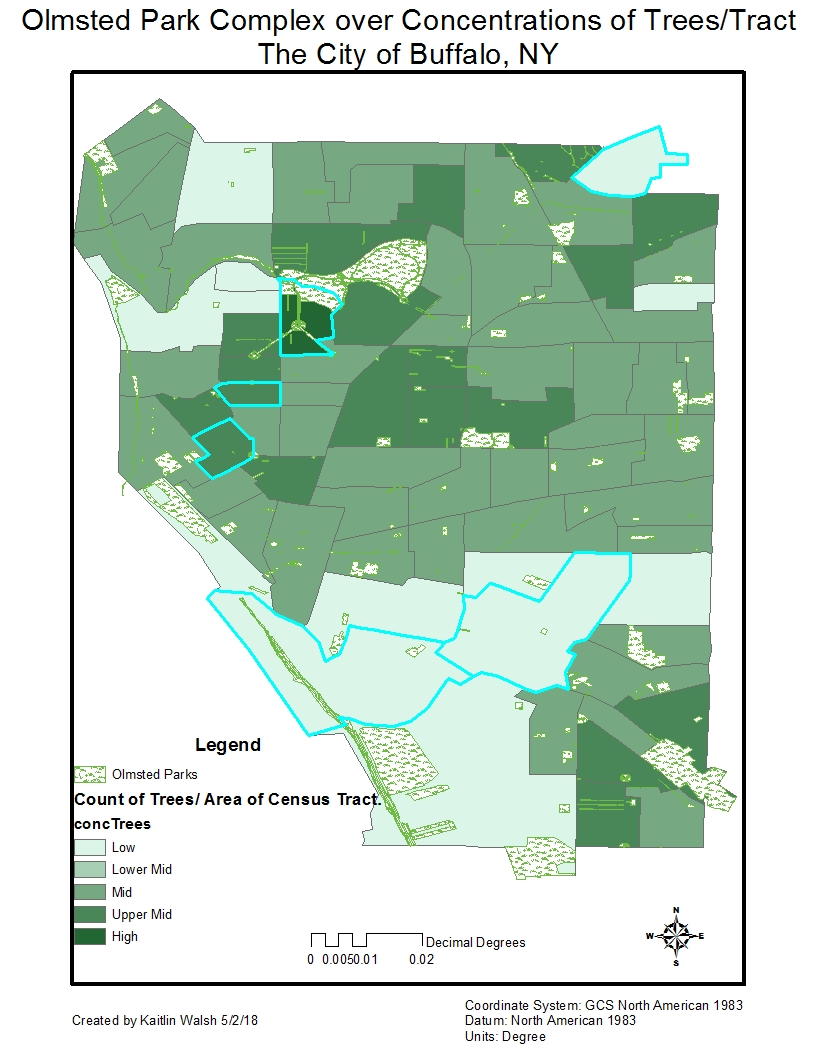 Olmsted Park Complex over Concentrations of Trees/Tract
The City of Buffalo, NY
Legend
Olmsted Parks
Count of Trees/ Area of Census Tract.
concTrees
Low
Lower Mid
Mid
Upper Mid
High
N
W E
S
Decimal Degrees
0 0.0050.01 0.02
Coordinate System: GCS North American 1983
Created by Kaitlin Walsh 5/2/18
Datum: North American 1983
Units: Degree